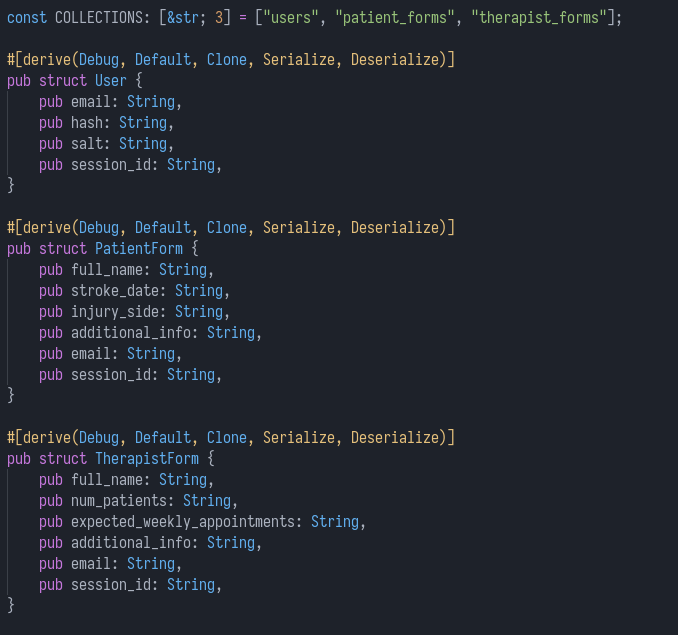 const COLLECTIONS: [&str; 3] = ["users", "patient_forms", "therapist_forms"];
#[derive(Debug, Default, Clone, Serialize, Deserialize)]
pub struct User {
pub email: String,
pub hash: String,
pub salt: String,
pub session_id: String,
}
#[derive(Debug, Default, Clone, Serialize, Deserialize)]
pub struct PatientForm {
pub full_name: String,
pub stroke_date: String,
pub injury_side: String,
pub additional_info: String,
pub email: String,
pub session_id: String,
}
#[derive(Debug, Default, Clone, Serialize, Deserialize)]
pub struct TherapistForm {
pub full_name: String,
pub num_patients: String,
pub expected_weekly_appointments: String,
pub additional_info: String,
pub email: String,
pub session_id: String,
}